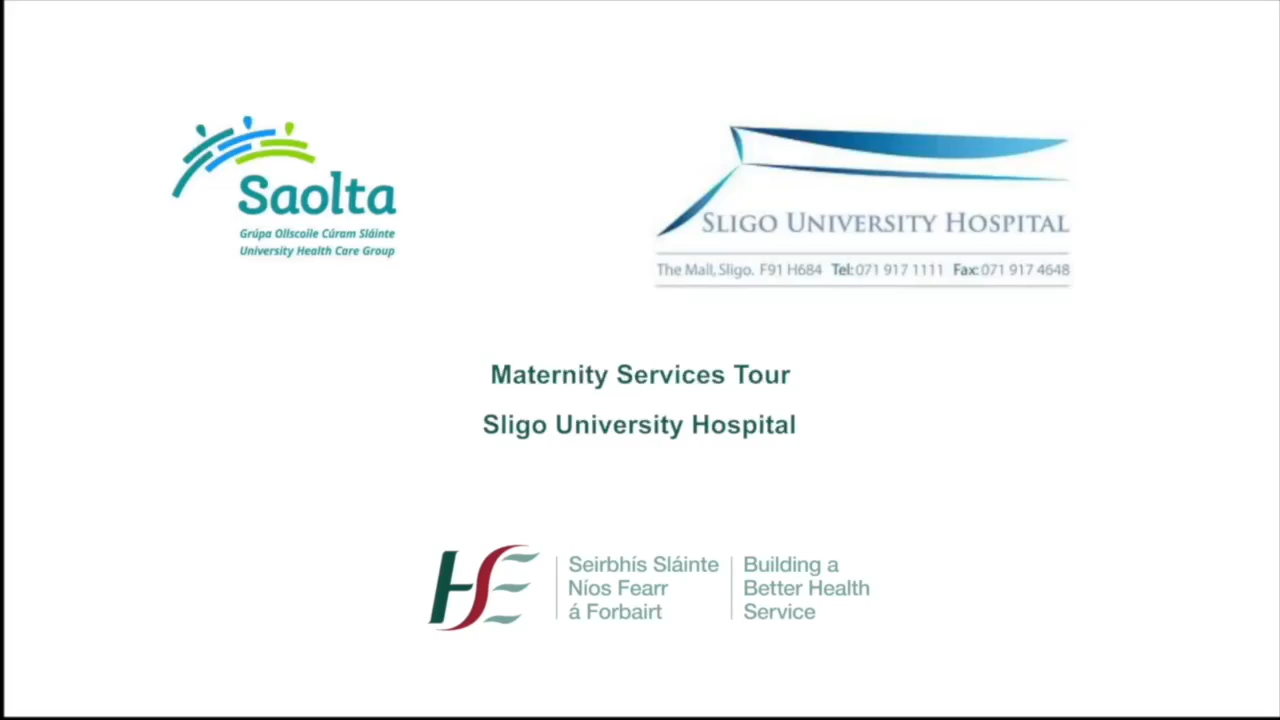 Saolta
Grúpa Ollscoile Cúram Sláinte
University Health Care Group
SLIGO UNIVERSITY HOSPITAL
The Mall, Sligo. F91 H684 Tel: 071 917 1111 Fax: 071 917 4648
Maternity Services Tour
Sligo University Hospital
HSE
Seirbhís Sláinte
Níos Fearr
á Forbairt
Building a
Better Health
Service